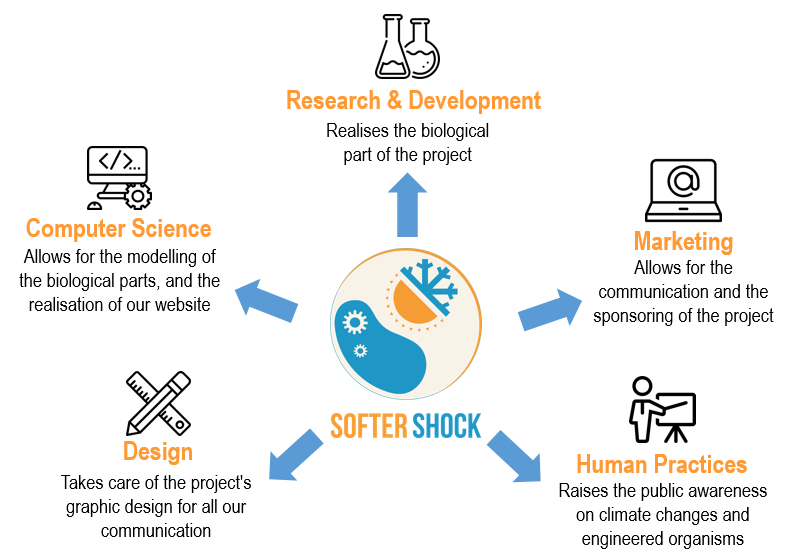 Research & Development
Realises the biological
part of the project
</>...
Computer Science
Allows for the modelling of
the biological parts, and the
realisation of our website
@
Marketing
Allows for the
communication and the
sponsoring of the project
SOFTER SHOCK
Design
Takes care of the project's
graphic design for all our
communication
Human Practices
Raises the public awareness
on climate changes and
engineered organisms